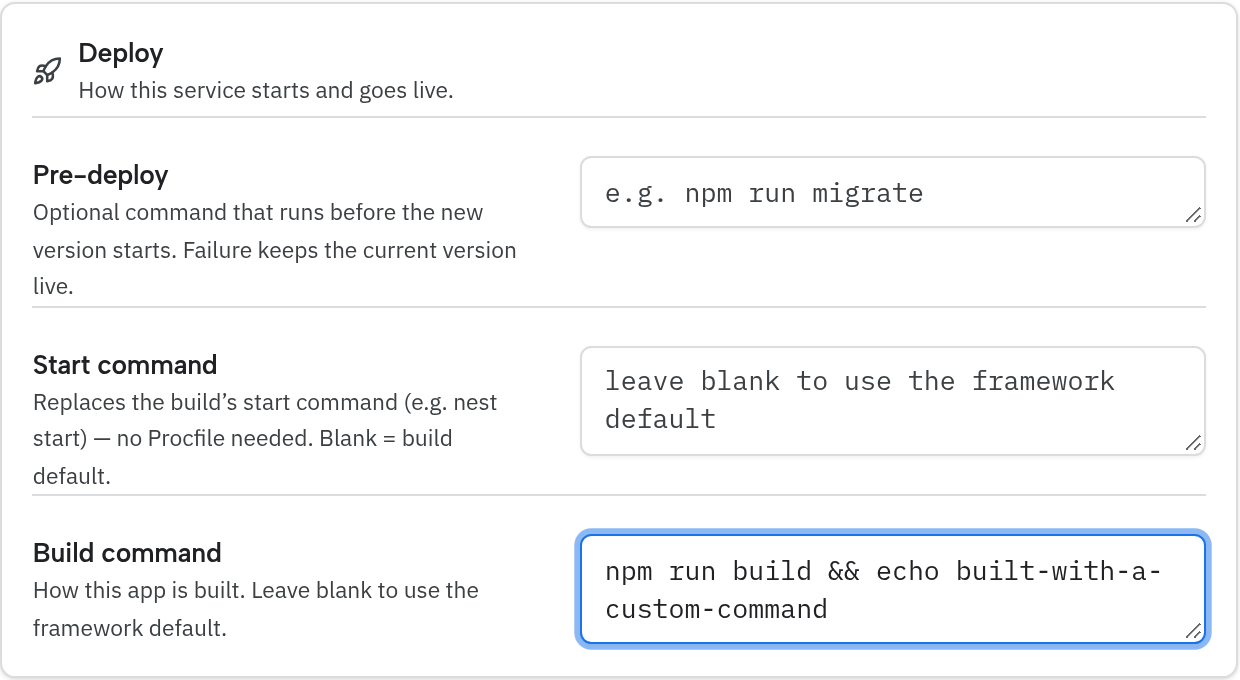 Deploy
How this service starts and goes live.
Pre-deploy
Optional command that runs before the new
version starts. Failure keeps the current version
live.
e.g. npm run migrate
Start command
Replaces the build’s start command (e.g. nest
start) — no Procfile needed. Blank = build
default.
leave blank to use the framework
default
Build command
How this app is built. Leave blank to use the
framework default.
npm run build && echo built-with-a-
custom-command